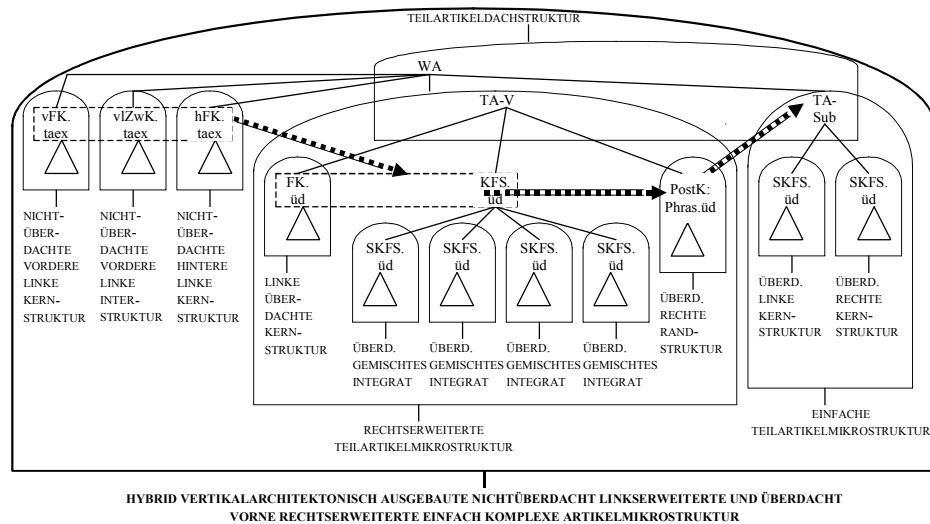 TEILARTIKELDACHSTRUKTUR
WA
vFK.
taex
vlZwK.
taex
hFK.
taex
TA-V
TA-
Sub
FK.
üd
KFS.
üd
PostK:
Phras.üd
SKFS.
üd
SKFS.
üd
SKFS.
üd
SKFS.
üd
SKFS.
üd
SKFS.
üd
NICHT-
ÜBER-
DACHTE
VORDERE
LINKE
KERN-
STRUKTUR
NICHT-
ÜBER-
DACHTE
VORDERE
LINKE
INTER-
STRUKTUR
NICHT-
ÜBER-
DACHTE
HINTERE
LINKE
KERN-
STRUKTUR
LINKE
ÜBER-
DACHTE
KERN-
STRUKTUR
ÜBERD.
GEMISCHTES
INTEGRAT
ÜBERD.
GEMISCHTES
INTEGRAT
ÜBERD.
GEMISCHTES
INTEGRAT
ÜBERD.
GEMISCHTES
INTEGRAT
ÜBERD.
RECHTE
RAND-
STRUKTUR
ÜBERD.
LINKE
KERN-
STRUKTUR
ÜBERD.
RECHTE
KERN-
STRUKTUR
RECHTSERWEITERTE
TEILARTIKELMIKROSTRUKTUR
EINFACHE
TEILARTIKELMIKROSTRUKTUR
HYBRID VERTIKALARCHITEKTONISCH AUSGEBAUTE NICHTÜBERDACHT LINKSERWEITERTE UND ÜBERDACHT
VORNE RECHTSERWEITERTE EINFACH KOMPLEXE ARTIKELMIKROSTRUKTUR